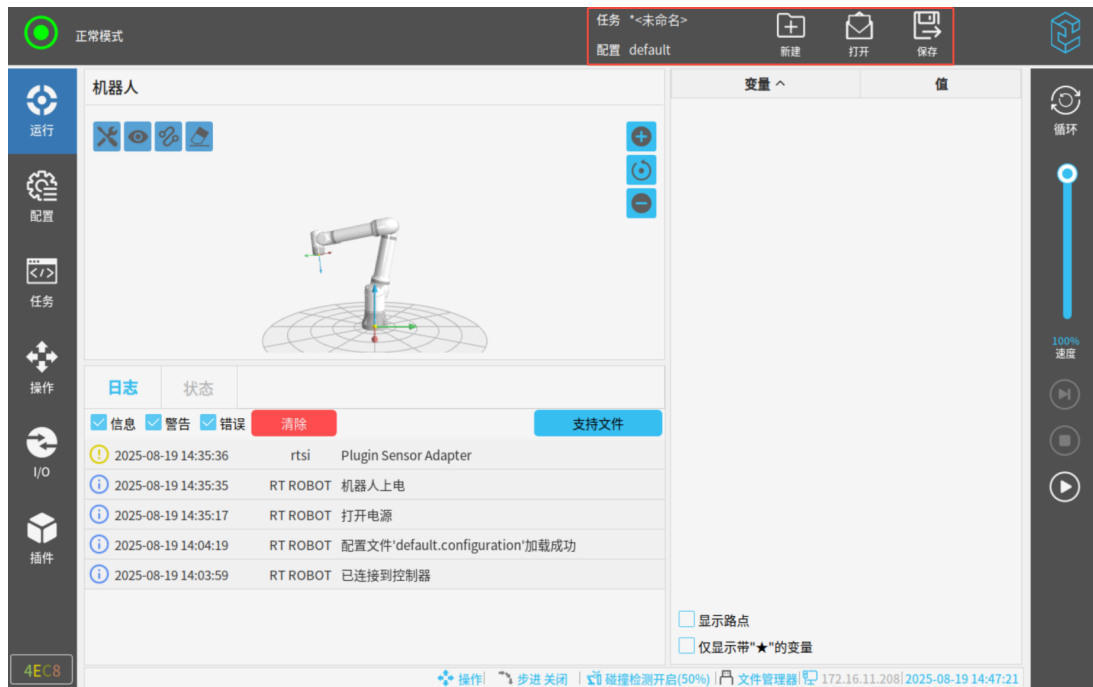 正常模式
任务 *<未命名>
配置 default
新建
打开
保存
运行
配置
任务
操作
I/O
插件
4EC8
机器人
日志
状态
信息 警告 错误 清除 支持文件
2025-08-19 14:35:36 rtsi Plugin Sensor Adapter
2025-08-19 14:35:35 RT ROBOT 机器人上电
2025-08-19 14:35:17 RT ROBOT 打开电源
2025-08-19 14:04:19 RT ROBOT 配置文件'default.configuration'加载成功
2025-08-19 14:03:59 RT ROBOT 已连接到控制器
变量 值
显示路点
仅显示带"★"的变量
循环
100%
速度
操作 步进 关闭 碰撞检测开启(50%) 文件管理器 172.16.11.208 2025-08-19 14:47:21